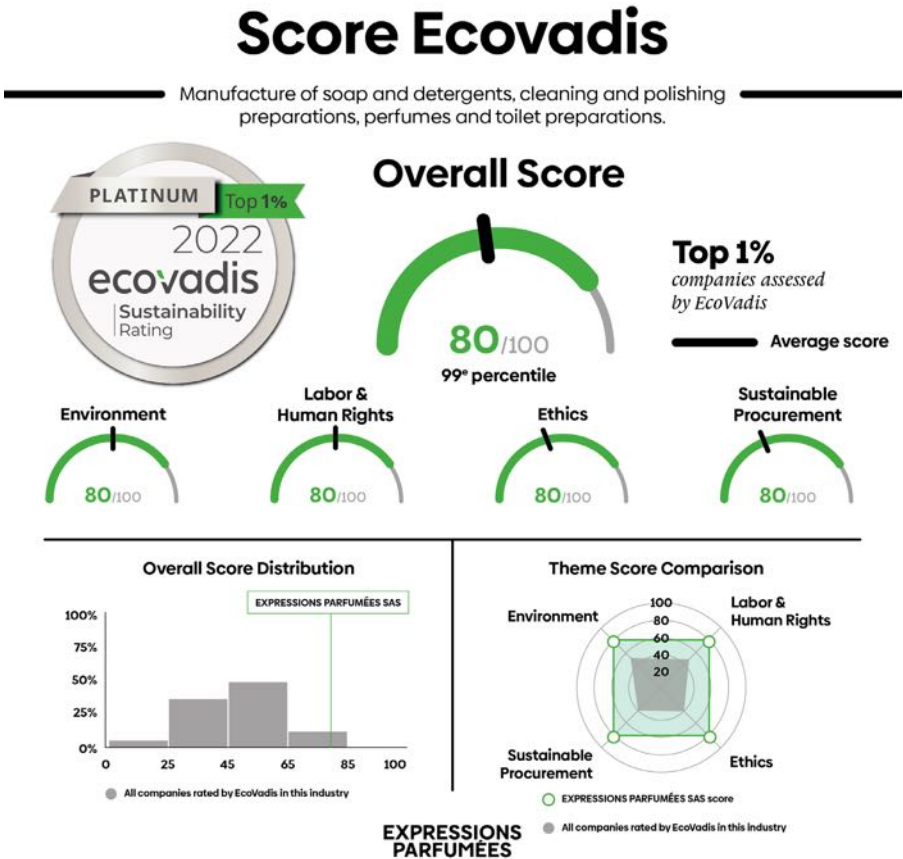 Score Ecovadis
Manufacture of soap and detergents, cleaning and polishing
preparations, perfumes and toilet preparations.
PLATINUM
Top 1%
2022
ecovadis
Sustainability
Rating
Overall Score
80/100
99e percentile
Top 1%
companies assessed
by EcoVadis
Average score
Environment
80/100
Labor &
Human Rights
80/100
Ethics
80/100
Sustainable
Procurement
80/100
Overall Score Distribution
EXPRESSIONS PARFUMÉES SAS
100%
75%
50%
25%
0%
0 25 45 65 85 100
All companies rated by EcoVadis in this industry
Theme Score Comparison
Environment
Labor &
Human Rights
100
80
60
40
20
Sustainable
Procurement
Ethics
EXPRESSIONS PARFUMÉES SAS score
All companies rated by EcoVadis in this industry
EXPRESSIONS
PARFUMÉES